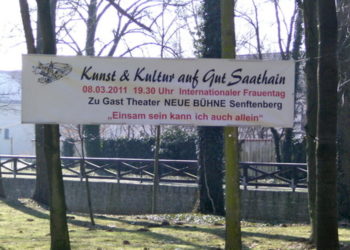 Kunst & Kultur auf Gut Saathain
08.03.2011 19.30 Uhr Internationaler Frauentag
Zu Gast Theater NEUE BÜHNE Senftenberg
„Einsam sein kann ich auch allein“